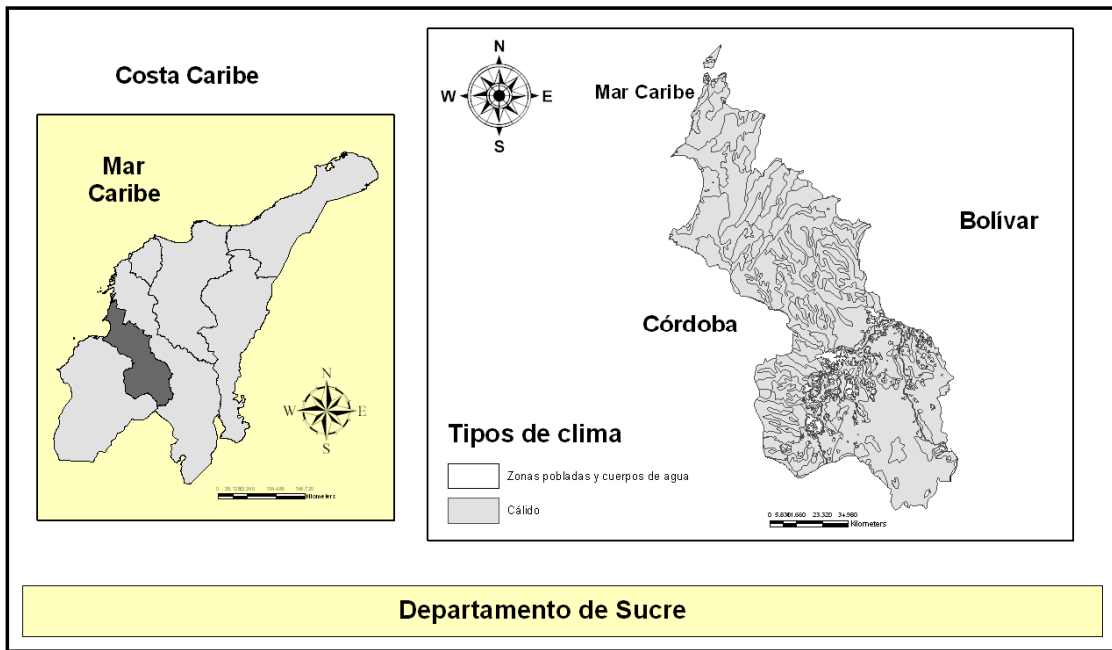 Costa Caribe
Mar
Caribe
N
W
E
S
Kilometers
N
W
E
S
Mar Caribe
Bolívar
Córdoba
Tipos de clima
Zonas pobladas y cuerpos de agua
Cálido
Kilometers
Departamento de Sucre